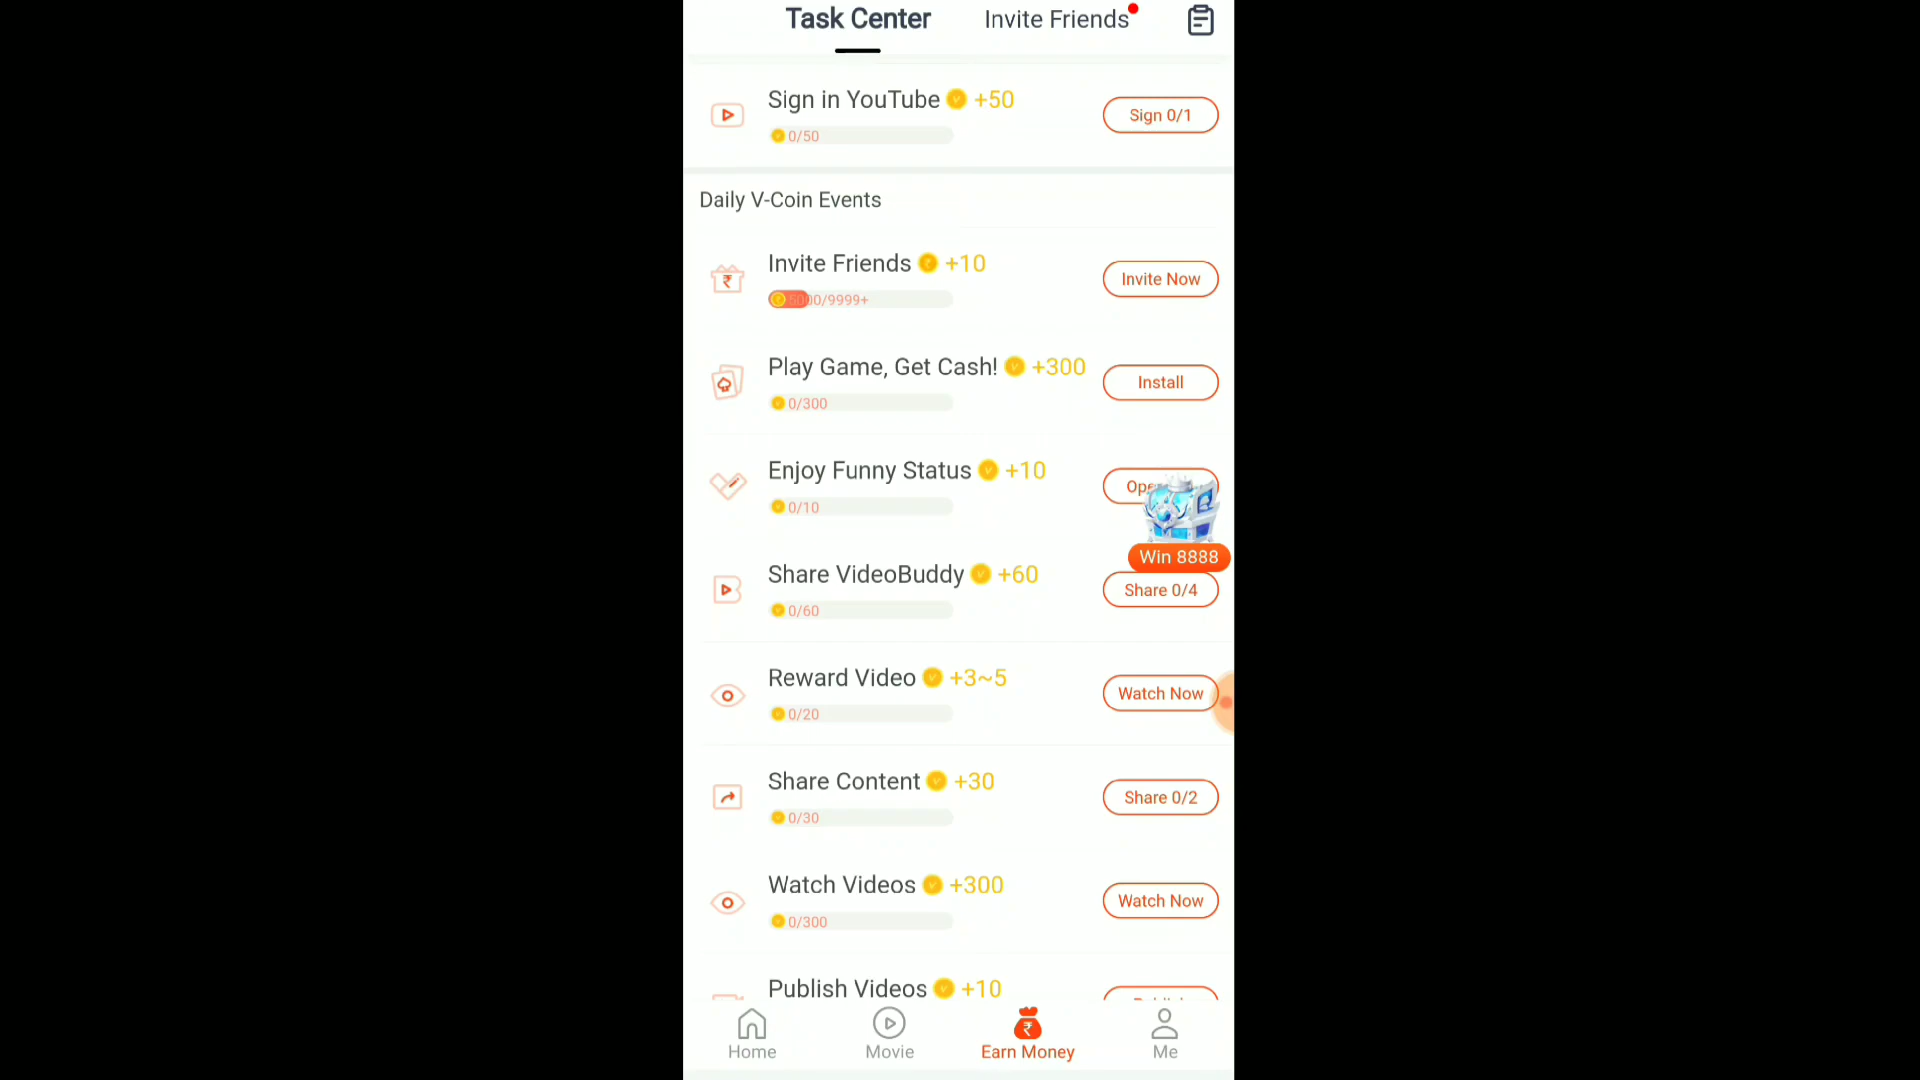 Task Center
Invite Friends
Sign in YouTube +50
0/50
Sign 0/1
Daily V-Coin Events
Invite Friends +10
5000/9999+
Invite Now
Play Game, Get Cash! +300
0/300
Install
Enjoy Funny Status +10
0/10
Win 8888
Share VideoBuddy +60
0/60
Share 0/4
Reward Video +3~5
0/20
Watch Now
Share Content +30
0/30
Share 0/2
Watch Videos +300
0/300
Watch Now
Publish Videos +10
Home
Movie
Earn Money
Me